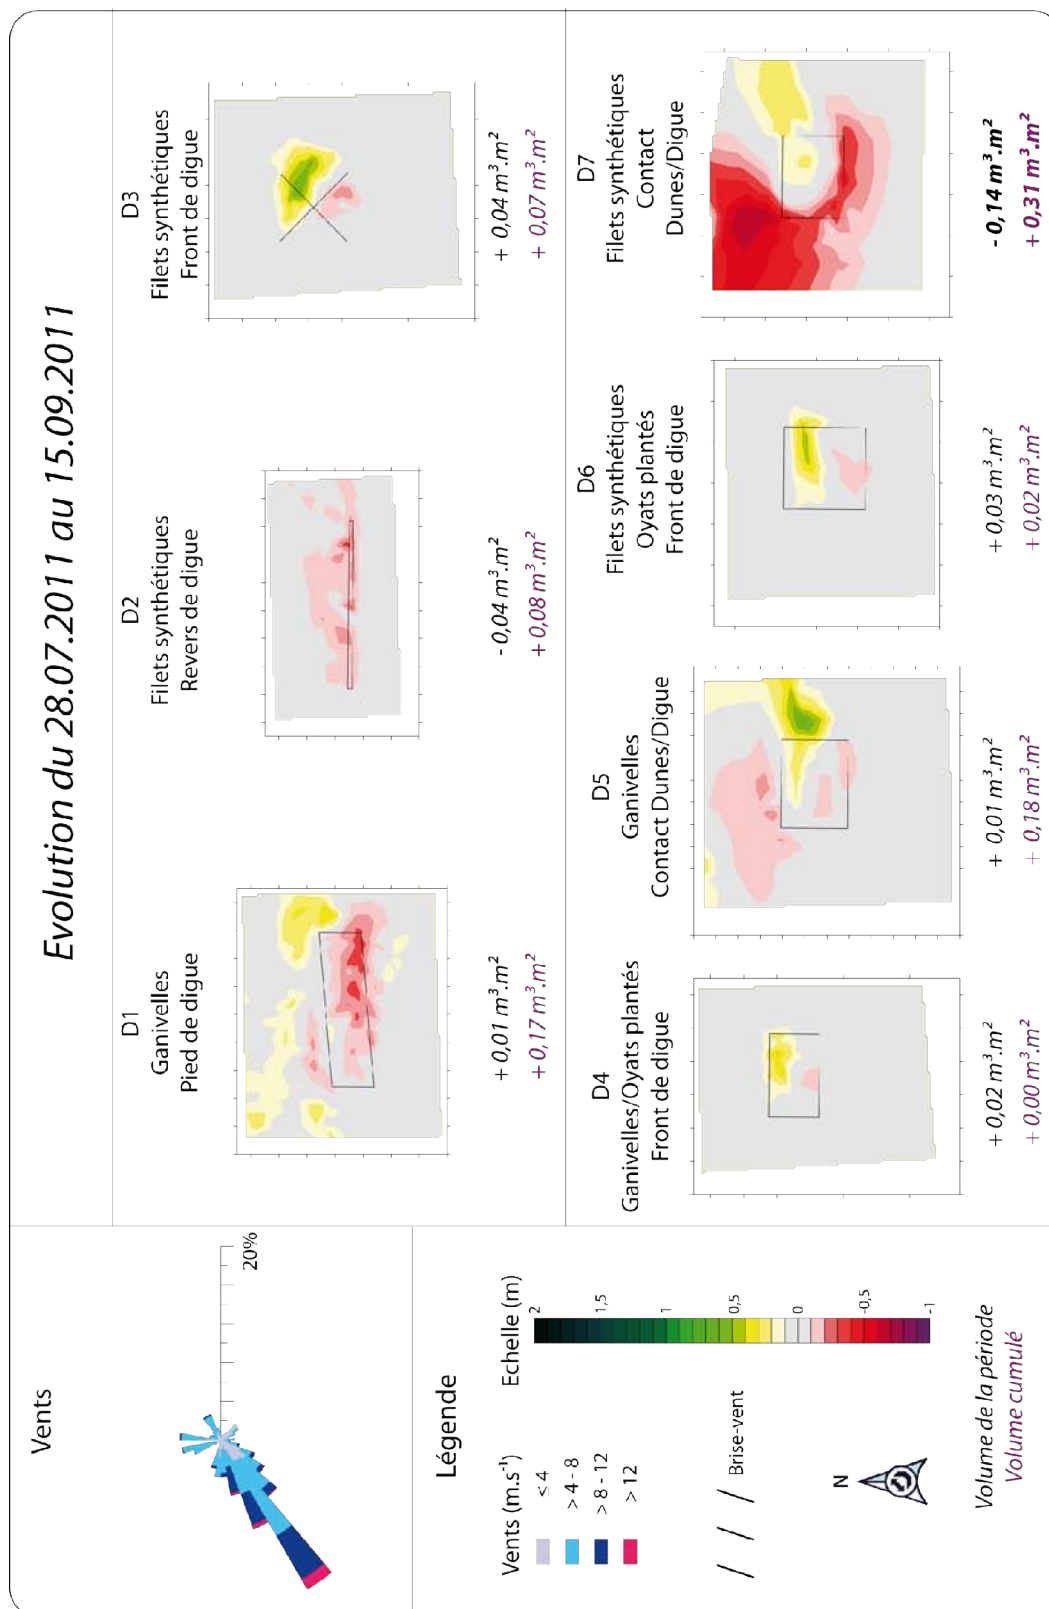 Evolution du 28.07.2011 au 15.09.2011
Vents
20%
Légende
Vents (m.s⁻¹)
≤ 4
> 4 - 8
> 8 - 12
> 12
Echelle (m)
2
1,5
1
0,5
0
-0,5
-1
Brise-vent
N
Volume de la période
Volume cumulé
D1
Ganivelles
Pied de digue
+ 0,01 m³.m²
+ 0,17 m³.m²
D2
Filets synthétiques
Revers de digue
- 0,04 m³.m²
+ 0,08 m³.m²
D3
Filets synthétiques
Front de digue
+ 0,04 m³.m²
+ 0,07 m³.m²
D4
Ganivelles/Oyats plantés
Front de digue
+ 0,02 m³.m²
+ 0,00 m³.m²
D5
Ganivelles
Contact Dunes/Digue
+ 0,01 m³.m²
+ 0,18 m³.m²
D6
Filets synthétiques
Oyats plantés
Front de digue
+ 0,03 m³.m²
+ 0,02 m³.m²
D7
Filets synthétiques
Contact
Dunes/Digue
- 0,14 m³.m²
+ 0,31 m³.m²